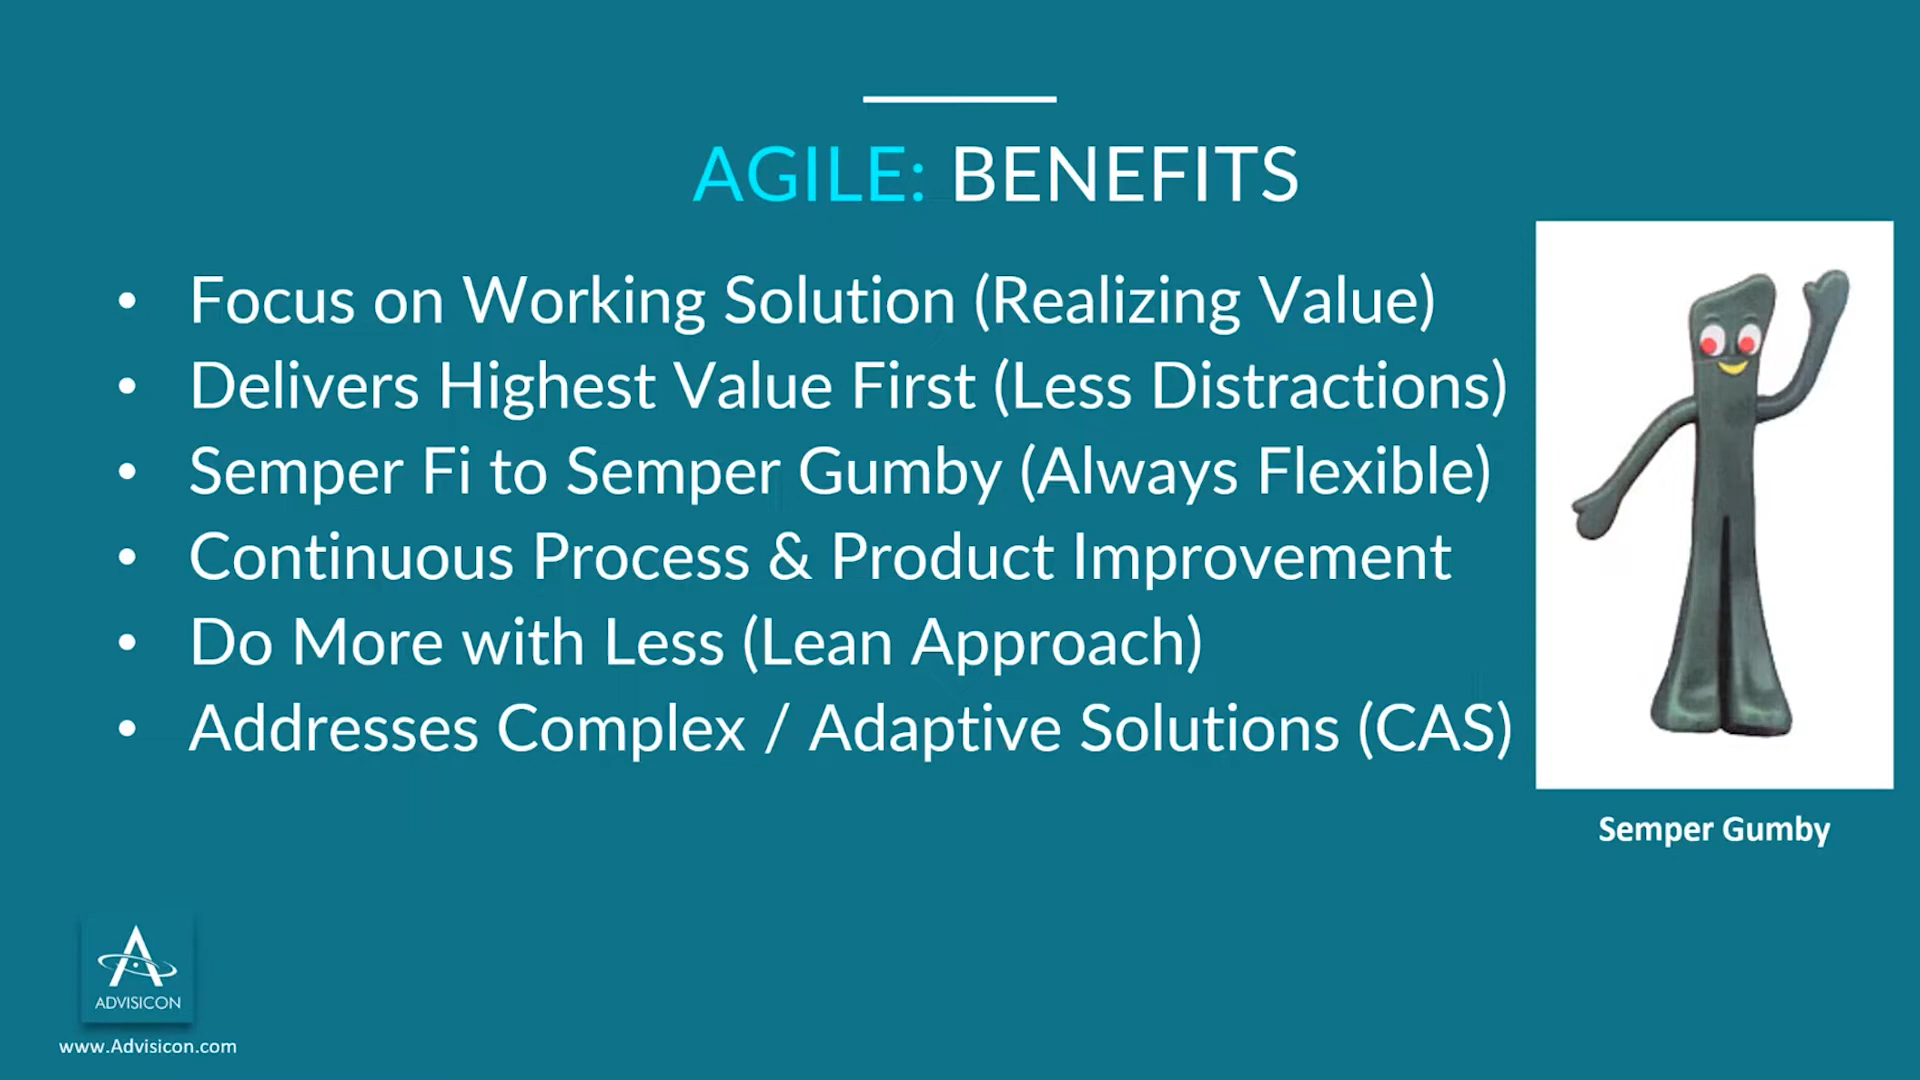 AGILE: BENEFITS
• Focus on Working Solution (Realizing Value)
• Delivers Highest Value First (Less Distractions)
• Semper Fi to Semper Gumby (Always Flexible)
• Continuous Process & Product Improvement
• Do More with Less (Lean Approach)
• Addresses Complex / Adaptive Solutions (CAS)
Semper Gumby
ADVISICON
www.Advisicon.com